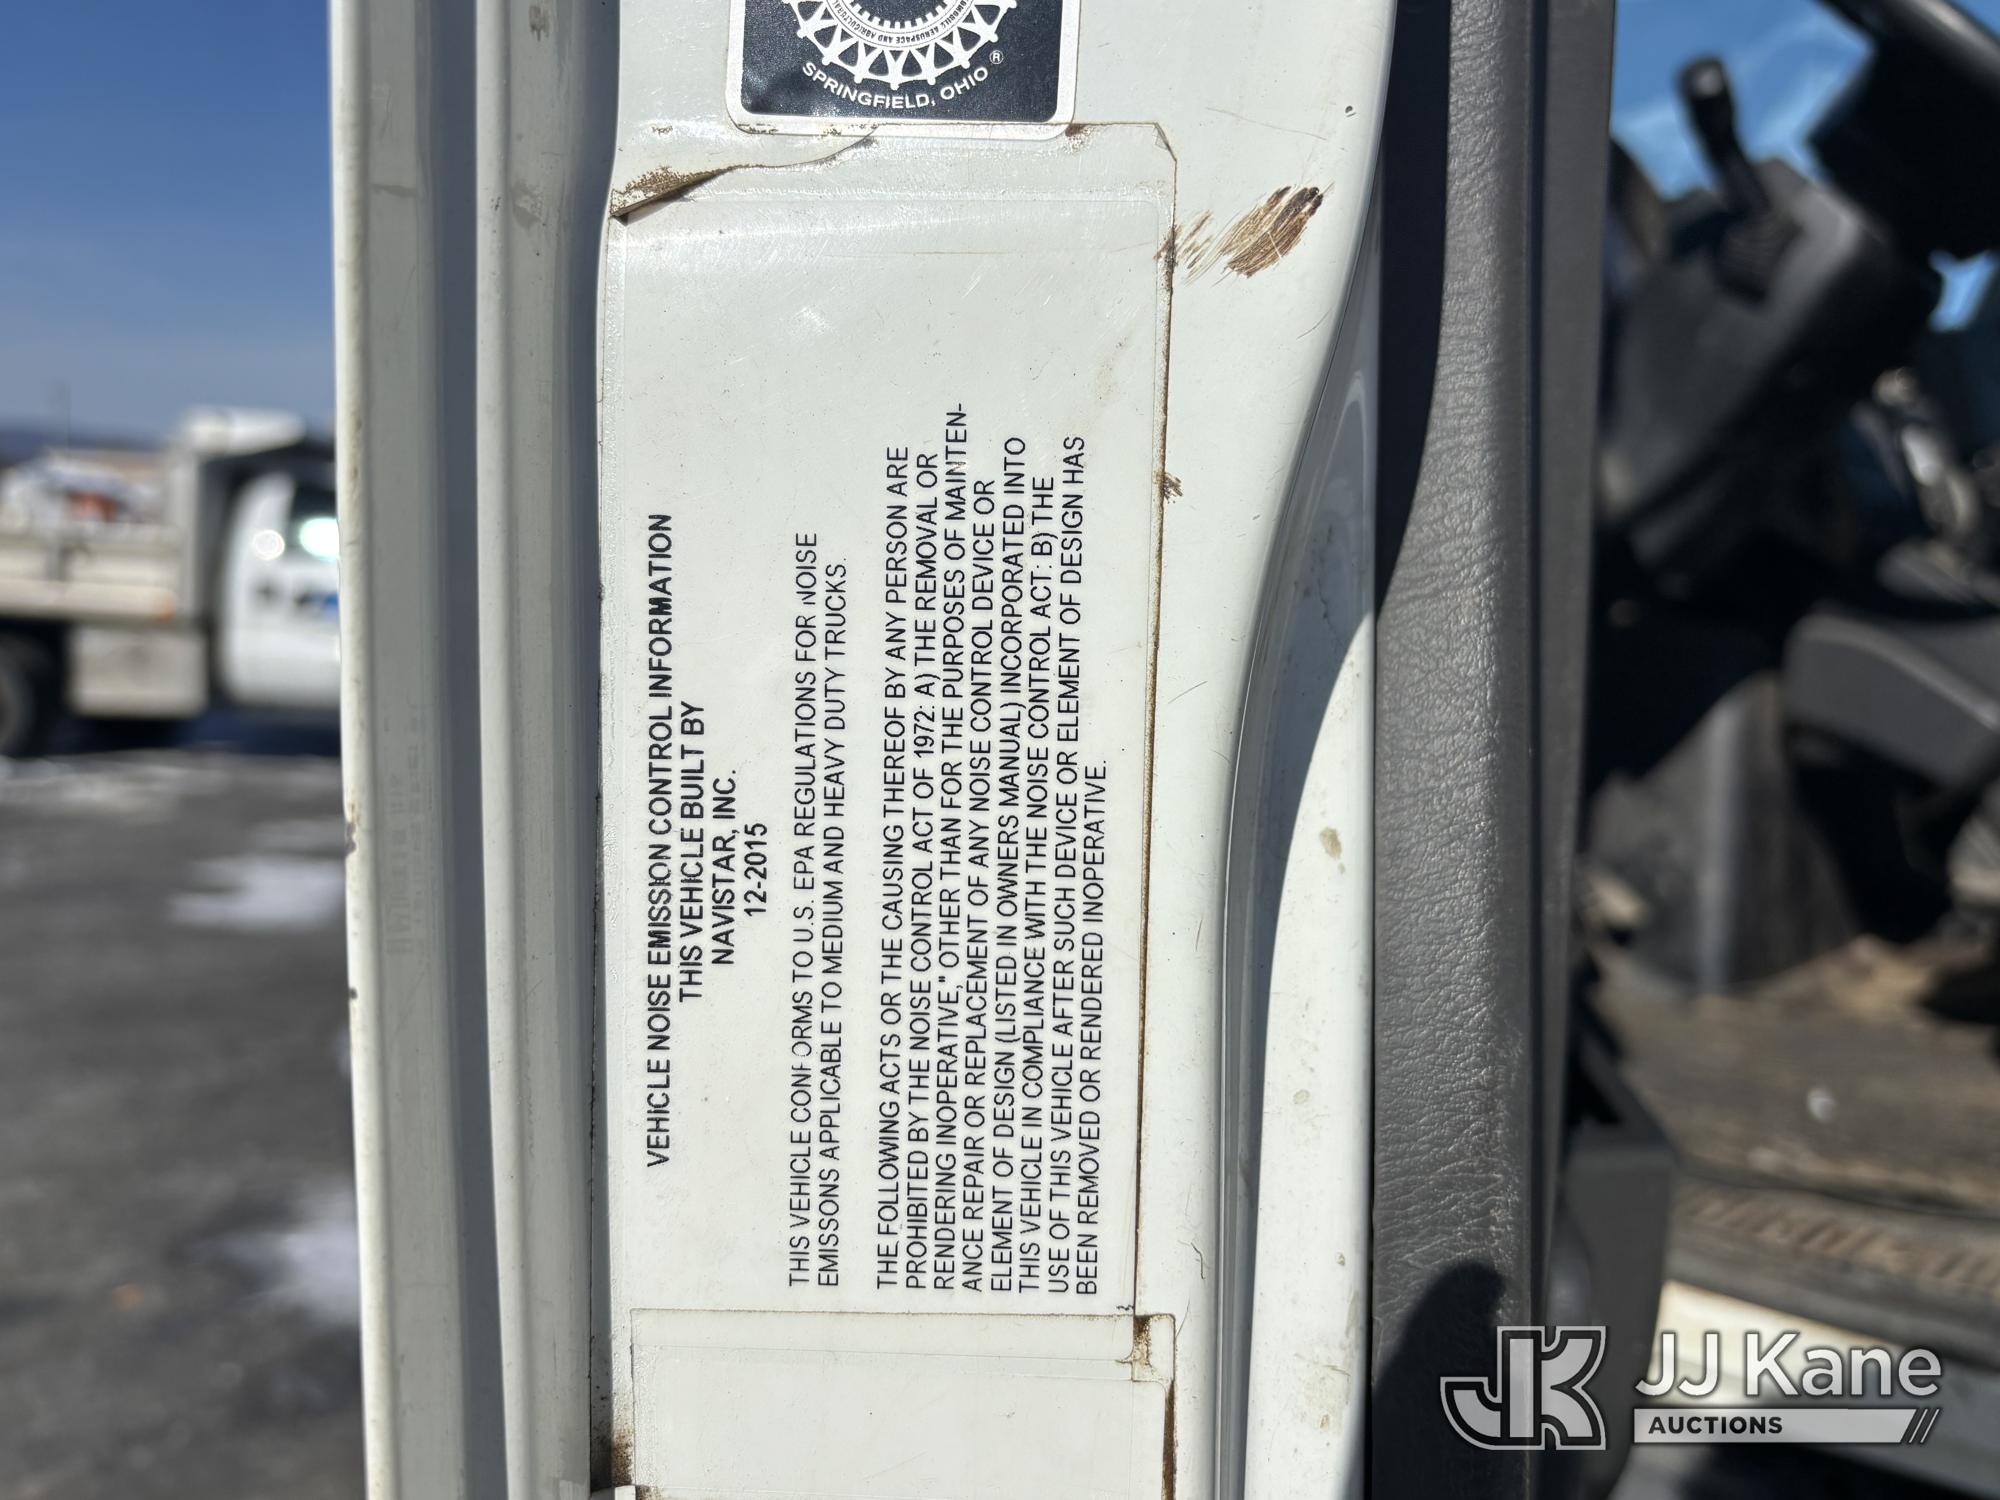 AUTOMOBILE AEROSPACE AND AGRICULTURAL
SPRINGFIELD, OHIO ®
VEHICLE NOISE EMISSION CONTROL INFORMATION
THIS VEHICLE BUILT BY
NAVISTAR, INC.
12-2015
THIS VEHICLE CONFORMS TO U.S. EPA REGULATIONS FOR NOISE
EMISSONS APPLICABLE TO MEDIUM AND HEAVY DUTY TRUCKS.
THE FOLLOWING ACTS OR THE CAUSING THEREOF BY ANY PERSON ARE
PROHIBITED BY THE NOISE CONTROL ACT OF 1972: A) THE REMOVAL OR
RENDERING INOPERATIVE," OTHER THAN FOR THE PURPOSES OF MAINTEN-
ANCE REPAIR OR REPLACEMENT OF ANY NOISE CONTROL DEVICE OR
ELEMENT OF DESIGN (LISTED IN OWNERS MANUAL) INCORPORATED INTO
THIS VEHICLE IN COMPLIANCE WITH THE NOISE CONTROL ACT: B) THE
USE OF THIS VEHICLE AFTER SUCH DEVICE OR ELEMENT OF DESIGN HAS
BEEN REMOVED OR RENDERED INOPERATIVE.
JK JJ Kane
AUCTIONS